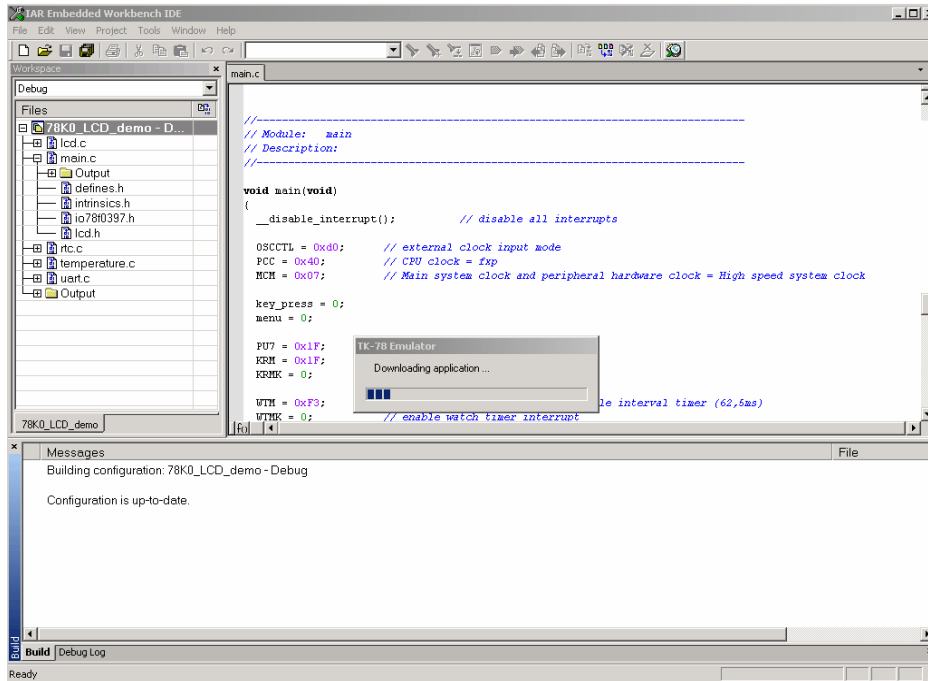 IAR Embedded Workbench IDE
File Edit View Project Tools Window Help
Workspace
Debug
Files
78K0_LCD_demo - D...
lcd.c
main.c
Output
defines.h
intrinsics.h
io78f0397.h
lcd.h
rtc.c
temperature.c
uart.c
Output
78K0_LCD_demo
main.c
//------------------------------------------------------------------------------
// Module: main
// Description:
//------------------------------------------------------------------------------
void main(void)
{
__disable_interrupt(); // disable all interrupts
OSCCTL = 0xd0; // external clock input mode
PCC = 0x40; // CPU clock = fxp
MCM = 0x07; // Main system clock and peripheral hardware clock = High speed system clock
key_press = 0;
menu = 0;
PU7 = 0x1F;
KRM = 0x1F;
KRMK = 0;
WTM = 0xF3; le interval timer (62,5ms)
WTMK = 0; // enable watch timer interrupt
TK-78 Emulator
Downloading application ...
f()
Messages File
Building configuration: 78K0_LCD_demo - Debug
Configuration is up-to-date.
Build
Build Debug Log
Ready